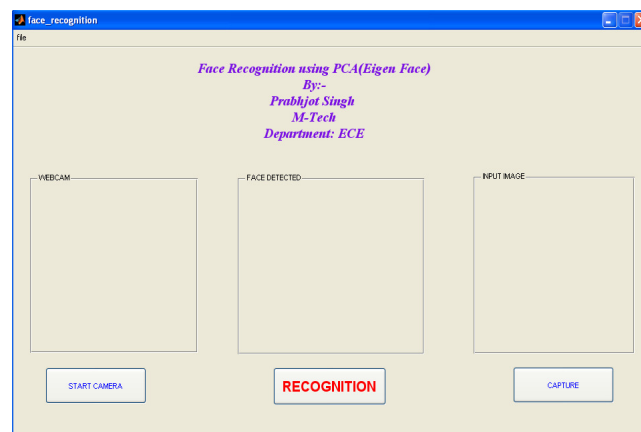 face_recognition
file
Face Recognition using PCA(Eigen Face)
By:-
Prabhjot Singh
M-Tech
Department: ECE
WEBCAM
FACE DETECTED
INPUT IMAGE
START CAMERA
RECOGNITION
CAPTURE